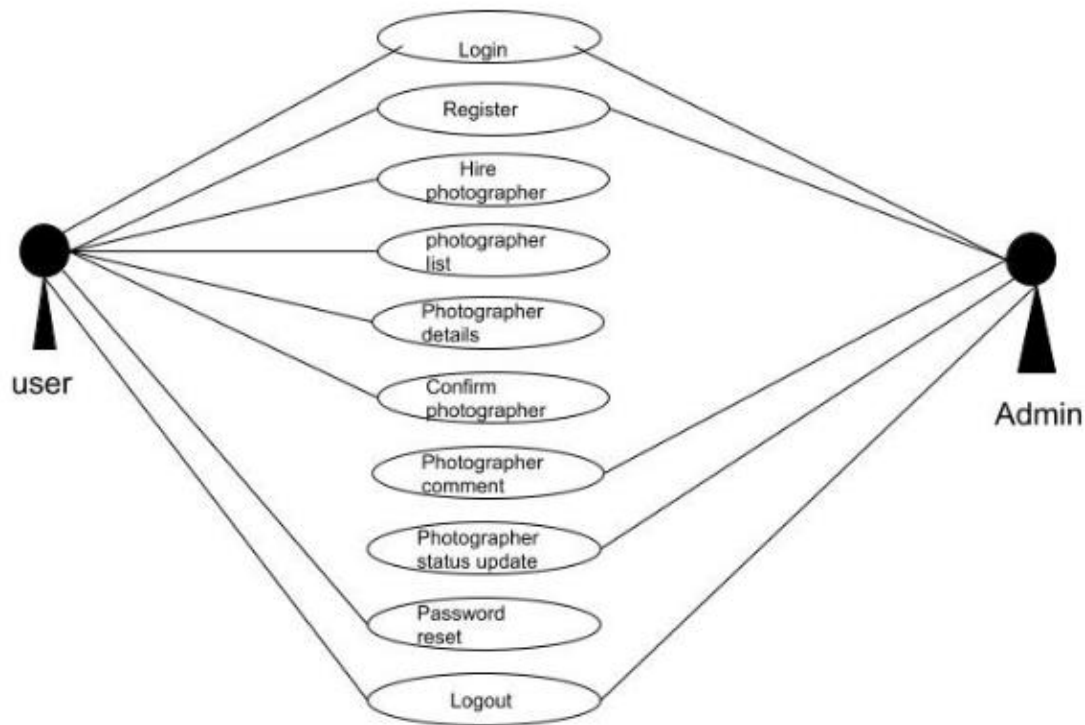 Login
Register
Hire
photographer
photographer
list
Photographer
details
user
Confirm
photographer
Admin
Photographer
comment
Photographer
status update
Password
reset
Logout